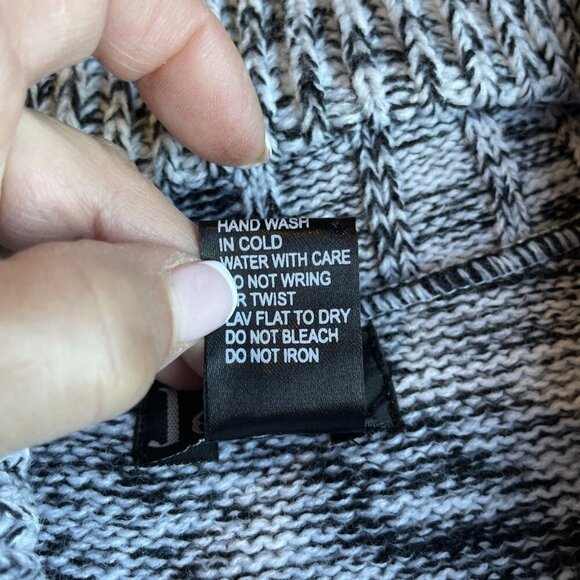 HAND WASH
IN COLD
WATER WITH CARE
DO NOT WRING
OR TWIST
LAY FLAT TO DRY
DO NOT BLEACH
DO NOT IRON
J